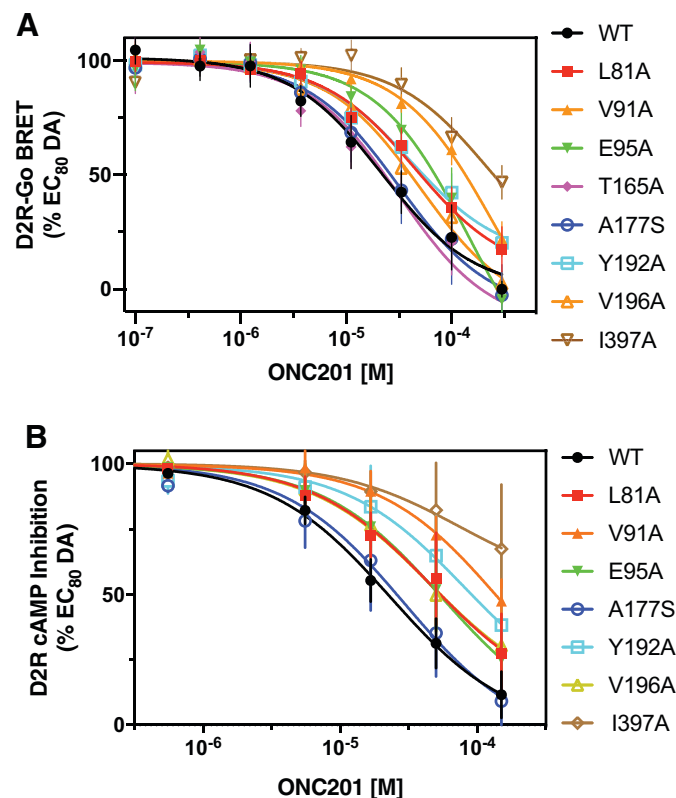 A
D2R-Go BRET
(% EC80 DA)
100
50
0
10-7
10-6
10-5
10-4
ONC201 [M]
WT
L81A
V91A
E95A
T165A
A177S
Y192A
V196A
I397A
B
D2R cAMP Inhibition
(% EC80 DA)
100
50
0
10-6
10-5
10-4
ONC201 [M]
WT
L81A
V91A
E95A
A177S
Y192A
V196A
I397A